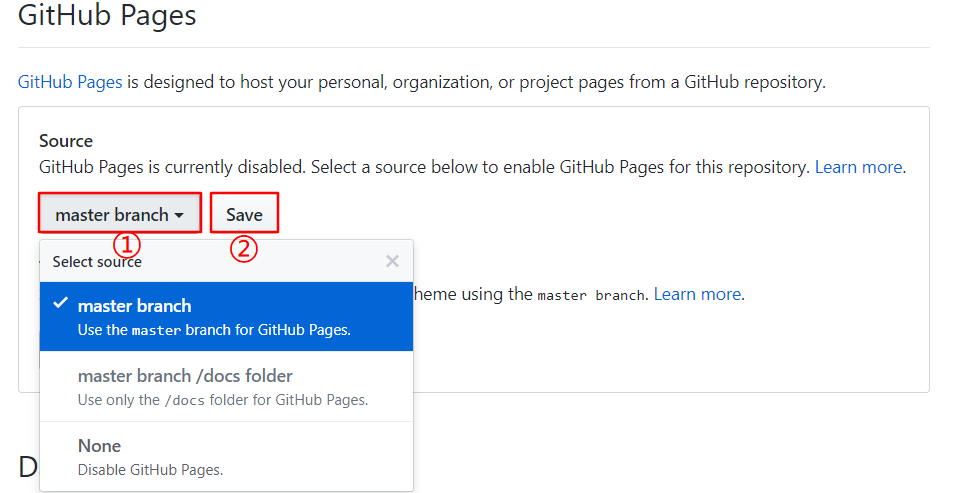 GitHub Pages
GitHub Pages is designed to host your personal, organization, or project pages from a GitHub repository.
Source
GitHub Pages is currently disabled. Select a source below to enable GitHub Pages for this repository. Learn more.
master branch Save
① ②
Select source
master branch
heme using the master branch. Learn more.
Use the master branch for GitHub Pages.
master branch /docs folder
Use only the /docs folder for GitHub Pages.
None
D
Disable GitHub Pages.